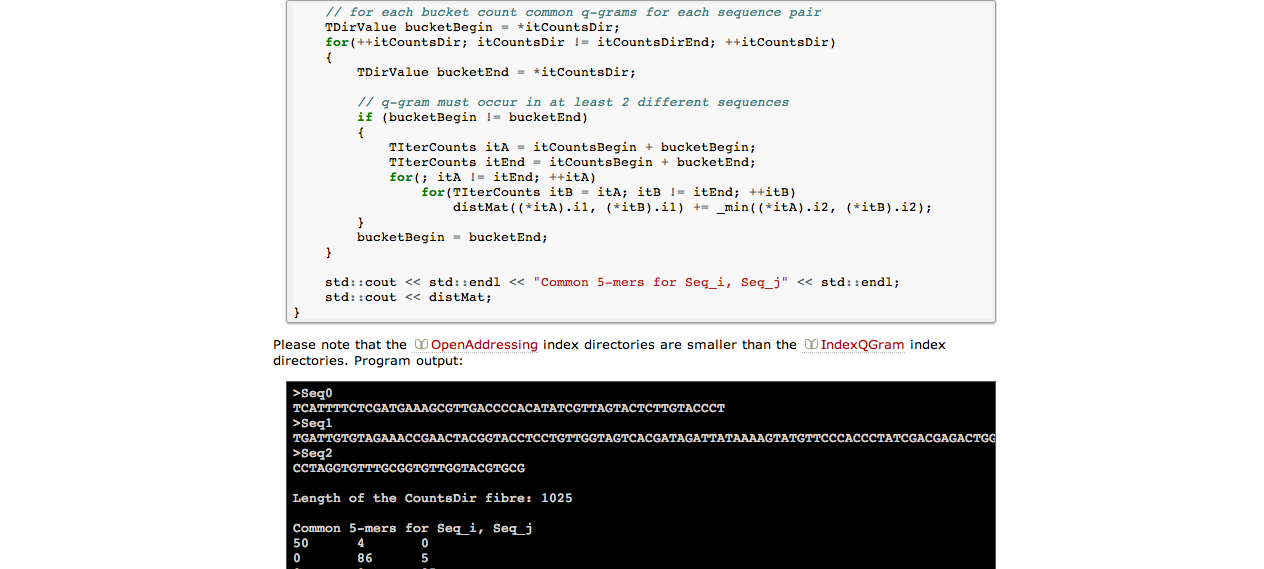 // for each bucket count common q-grams for each sequence pair
TDirValue bucketBegin = *itCountsDir;
for(++itCountsDir; itCountsDir != itCountsDirEnd; ++itCountsDir)
{
TDirValue bucketEnd = *itCountsDir;
// q-gram must occur in at least 2 different sequences
if (bucketBegin != bucketEnd)
{
TIterCounts itA = itCountsBegin + bucketBegin;
TIterCounts itEnd = itCountsBegin + bucketEnd;
for(; itA != itEnd; ++itA)
for(TIterCounts itB = itA; itB != itEnd; ++itB)
distMat((*itA).i1, (*itB).i1) += _min((*itA).i2, (*itB).i2);
}
bucketBegin = bucketEnd;
}
std::cout << std::endl << "Common 5-mers for Seq_i, Seq_j" << std::endl;
std::cout << distMat;
}
Please note that the OpenAddressing index directories are smaller than the IndexQGram index
directories. Program output:
>Seq0
TCATTTTCTCGATGAAAGCGTTGACCCCACATATCGTTAGTACTCTTGTACCCT
>Seq1
TGATTGTGTAGAAACCGAACTACGGTACCTCCTGTTGGTAGTCACGATAGATTATAAAAGTATGTTCCCACCCTATCGACGAGACTGG
>Seq2
CCTAGGTGTTTGCGGTGTTGGTACGTGCG
Length of the CountsDir fibre: 1025
Common 5-mers for Seq_i, Seq_j
50 4 0
0 86 5